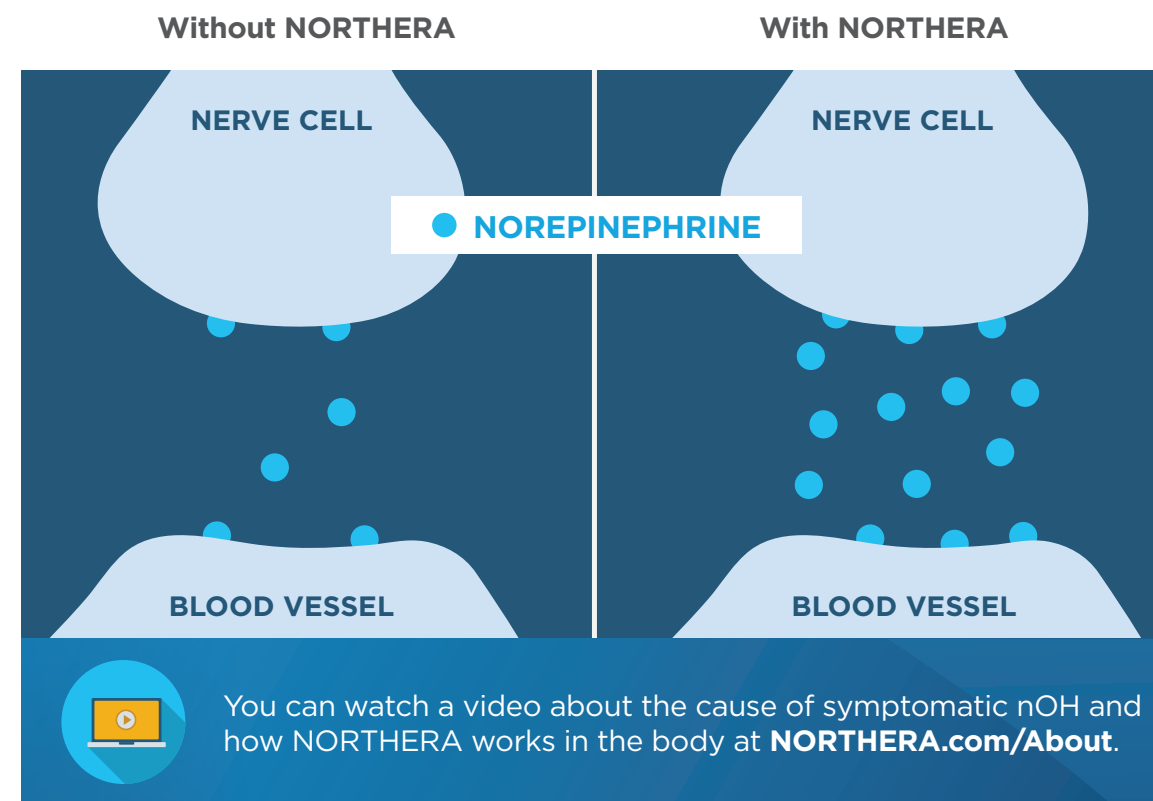 Without NORTHERA
With NORTHERA
NERVE CELL
NERVE CELL
NOREPINEPHRINE
BLOOD VESSEL
BLOOD VESSEL
You can watch a video about the cause of symptomatic nOH and
how NORTHERA works in the body at NORTHERA.com/About.